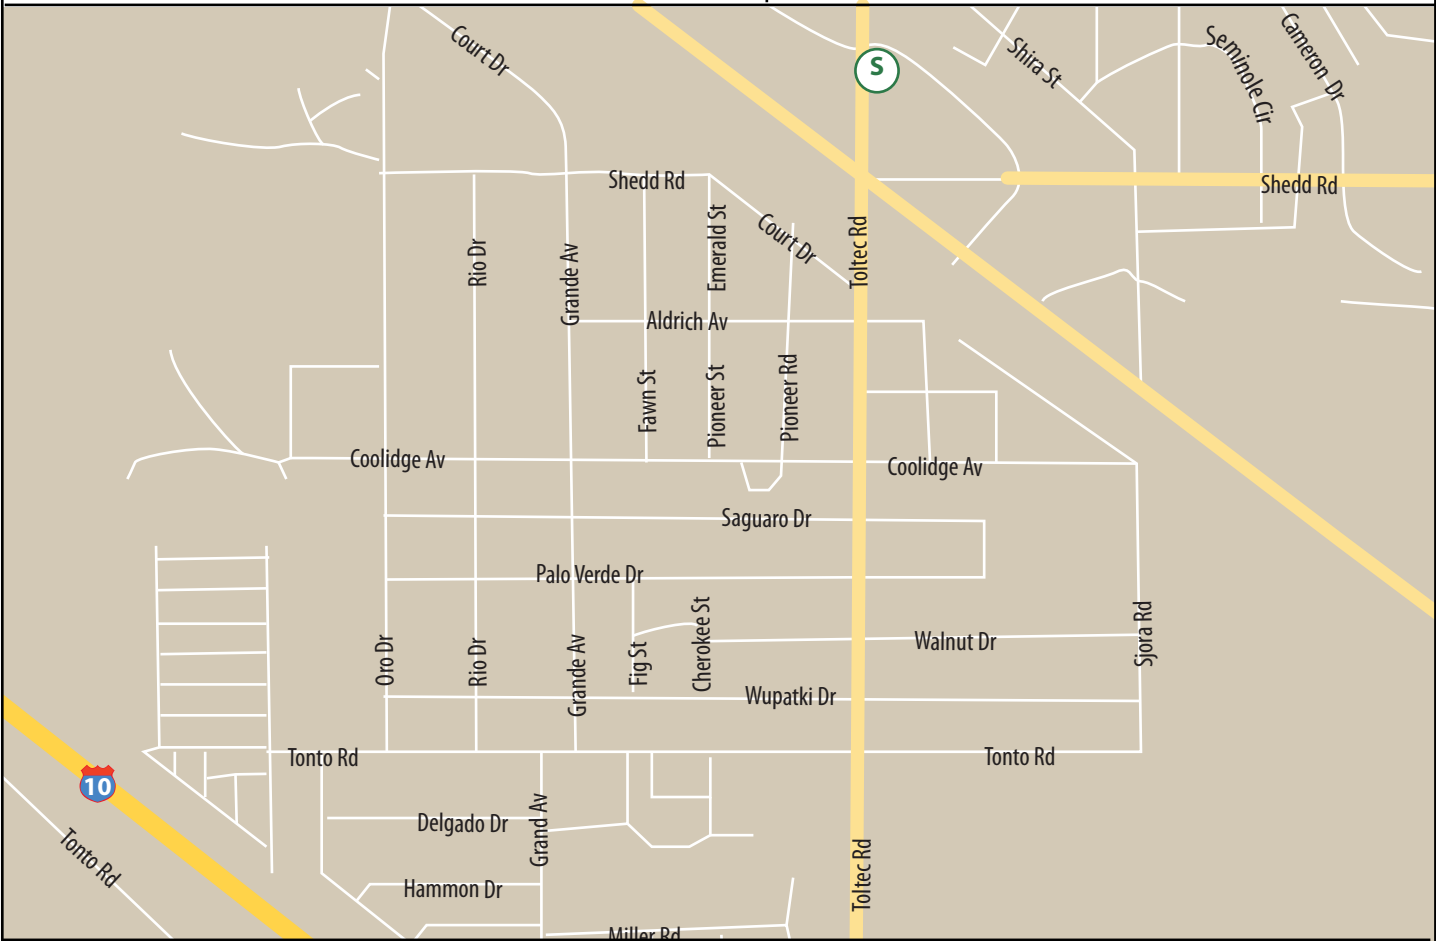 Court Dr
S
Shira St
Seminole Cir
Cameron Dr
Shedd Rd
Shedd Rd
Rio Dr
Grande Av
Emerald St
Court Dr
Toltec Rd
Aldrich Av
Fawn St
Pioneer St
Pioneer Rd
Coolidge Av
Coolidge Av
Saguaro Dr
Palo Verde Dr
Oro Dr
Rio Dr
Grande Av
Fig St
Cherokee St
Walnut Dr
Sjora Rd
Wupatki Dr
Tonto Rd
Tonto Rd
10
Delgado Dr
Grand Av
Tonto Rd
Toltec Rd
Hammon Dr
Miller Rd